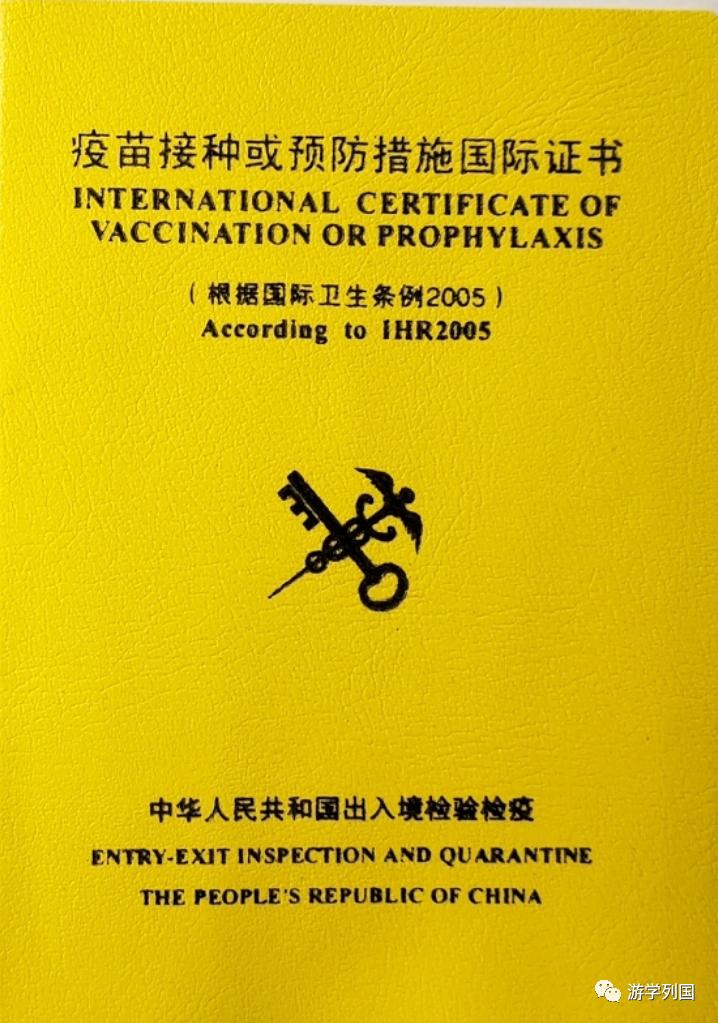 疫苗接种或预防措施国际证书
INTERNATIONAL CERTIFICATE OF
VACCINATION OR PROPHYLAXIS
（根据国际卫生条例2005）
According to IHR2005
中华人民共和国出入境检验检疫
ENTRY-EXIT INSPECTION AND QUARANTINE
THE PEOPLE'S REPUBLIC OF CHINA
游学列国